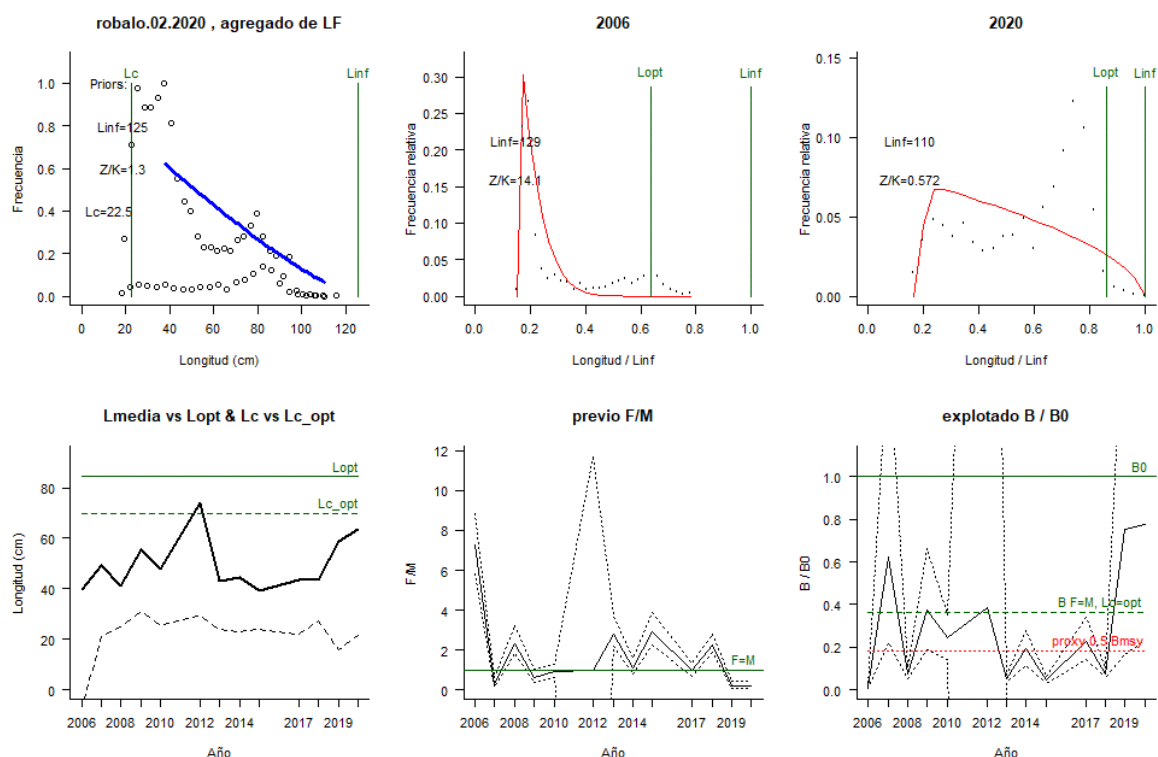 robalo.02.2020 , agregado de LF
Frecuencia
1.0
0.8
0.6
0.4
0.2
0.0
Lc
Linf
Priors:
Linf=125
Z/K=1.3
Lc=22.5
0 20 40 60 80 100 120
Longitud (cm)
2006
Frecuencia relativa
0.30
0.25
0.20
0.15
0.10
0.05
0.00
Lopt
Linf
Linf=129
Z/K=14.1
0.0 0.2 0.4 0.6 0.8 1.0
Longitud / Linf
2020
Frecuencia relativa
0.15
0.10
0.05
0.00
Lopt
Linf
Linf=110
Z/K=0.572
0.0 0.2 0.4 0.6 0.8 1.0
Longitud / Linf
Lmedia vs Lopt & Lc vs Lc_opt
Longitud (cm)
80
60
40
20
0
Lopt
Lc_opt
2006 2010 2012 2014 2019
Año
previo F/M
F/M
12
10
8
6
4
2
0
F=M
2006 2010 2012 2014 2019
Año
explotado B / B0
B / B0
1.0
0.8
0.6
0.4
0.2
0.0
B0
B F=M, Lc=opt
proxy 0.5 Bmsy
2006 2010 2012 2014 2019
Año